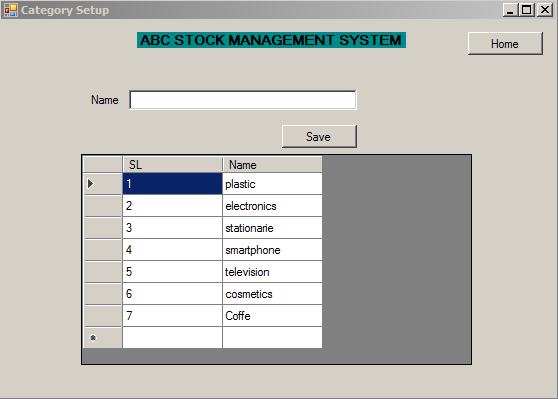 Category Setup
ABC STOCK MANAGEMENT SYSTEM
Home
Name
Save
SL Name
1 plastic
2 electronics
3 stationarie
4 smartphone
5 television
6 cosmetics
7 Coffe